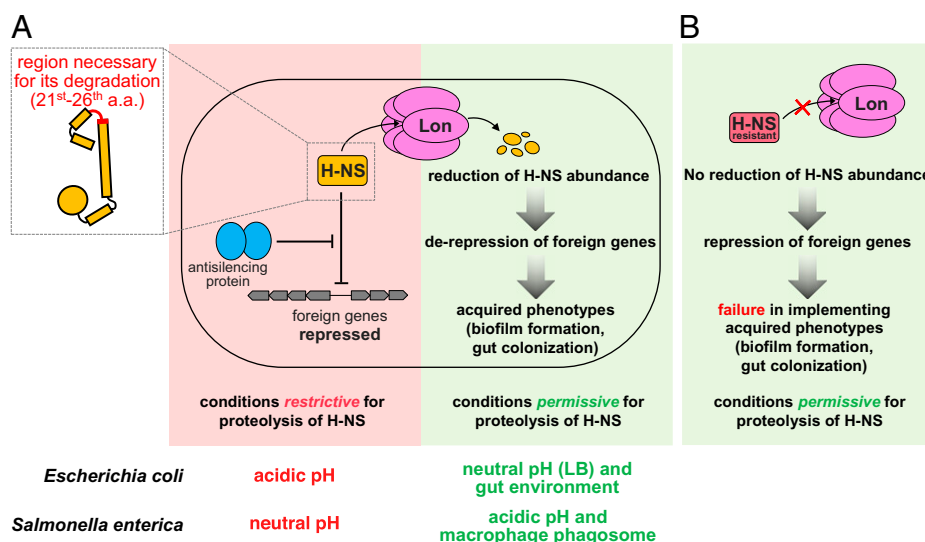 A
region necessary
for its degradation
(21st-26th a.a.)
Lon
H-NS
antisilencing
protein
foreign genes
repressed
reduction of H-NS abundance
de-repression of foreign genes
acquired phenotypes
(biofilm formation,
gut colonization)
conditions restrictive for
proteolysis of H-NS
conditions permissive for
proteolysis of H-NS
B
Lon
H-NS
resistant
No reduction of H-NS abundance
repression of foreign genes
failure in implementing
acquired phenotypes
(biofilm formation,
gut colonization)
conditions permissive for
proteolysis of H-NS
Escherichia coli
acidic pH
neutral pH (LB) and
gut environment
Salmonella enterica
neutral pH
acidic pH and
macrophage phagosome